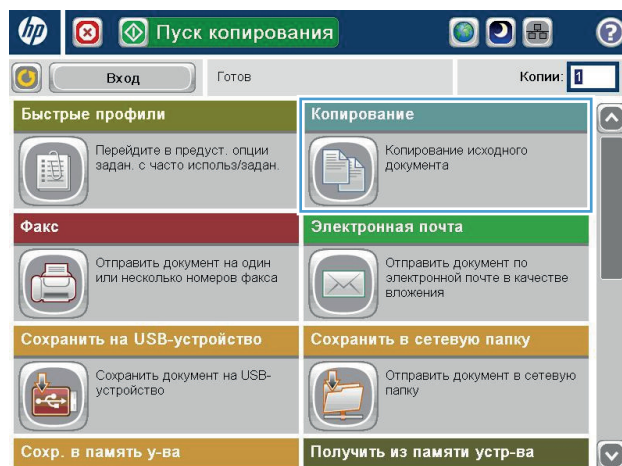 hp
Пуск копирования
?
Вход
Готов
Копии: 1
Быстрые профили
Копирование
Перейдите в предуст. опции
задан. с часто использ/задан.
Копирование исходного
документа
Факс
Электронная почта
Отправить документ на один
или несколько номеров факса
Отправить документ по
электронной почте в качестве
вложения
Сохранить на USB-устройство
Сохранить в сетевую папку
Сохранить документ на USB-
устройство
Отправить документ в сетевую
папку
Сохр. в память у-ва
Получить из памяти устр-ва